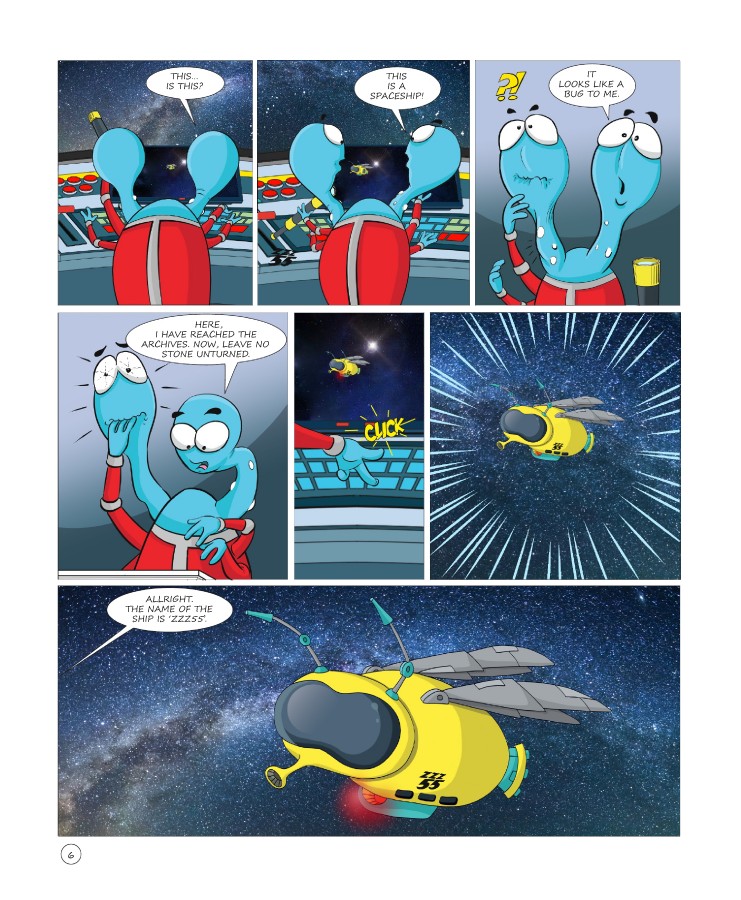 THIS...
IS THIS?
THIS
IS A
SPACESHIP!
?!
IT
LOOKS LIKE A
BUG TO ME.
HERE,
I HAVE REACHED THE
ARCHIVES. NOW, LEAVE NO
STONE UNTURNED.
CLICK
55
ALLRIGHT.
THE NAME OF THE
SHIP IS 'ZZZ55'.
ZZZ
55
6